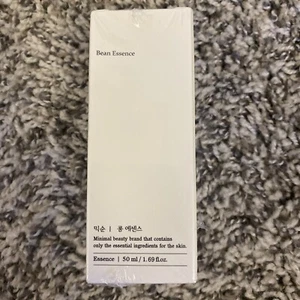 Bean Essence
믹순 | 콩 에센스
Minimal beauty brand that contains
only the essential ingredients for the skin.
Essence | 50 ml / 1.69 fl.oz.